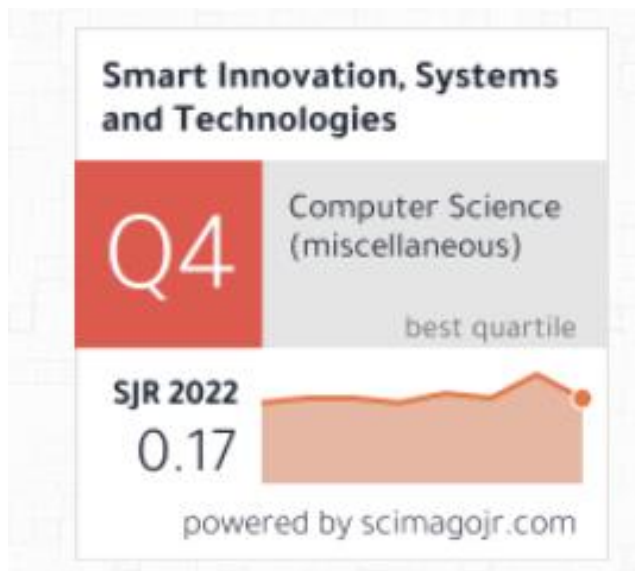 Smart Innovation, Systems
and Technologies
Q4
Computer Science
(miscellaneous)
best quartile
SJR 2022
0.17
powered by scimagojr.com